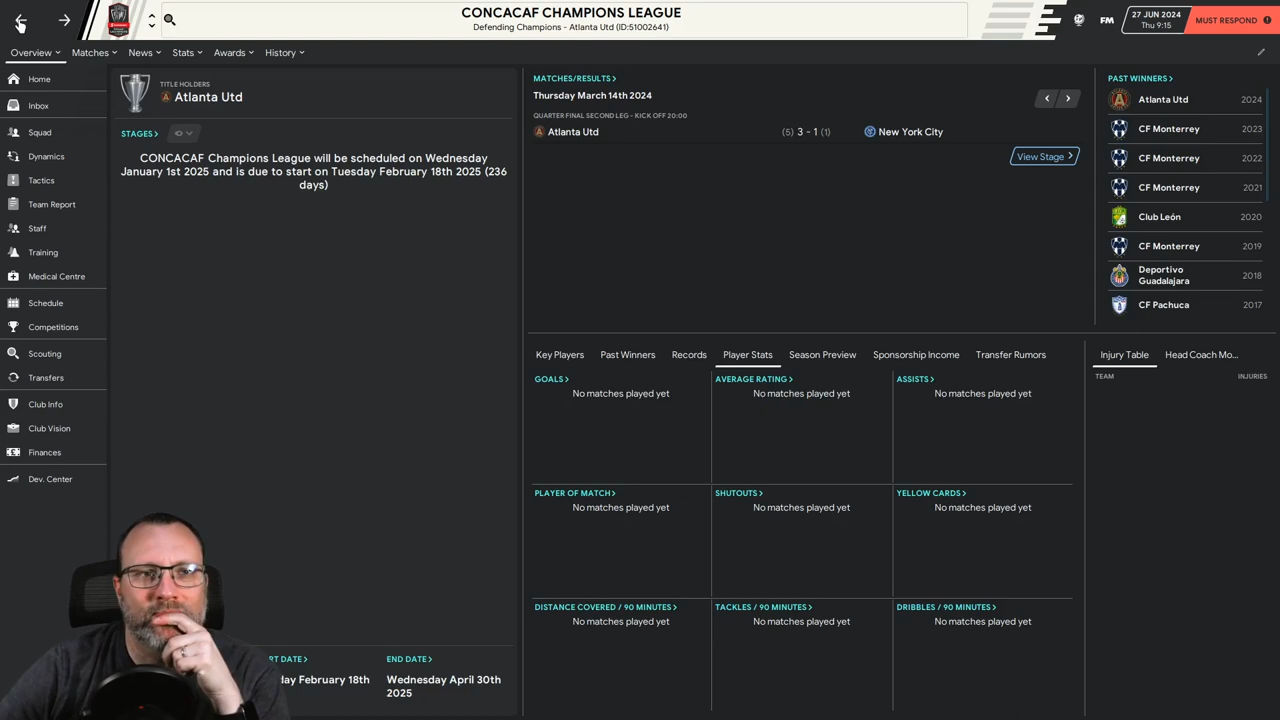 CONCACAF CHAMPIONS LEAGUE
Defending Champions - Atlanta Utd (ID:51002641)
FM
27 JUN 2024
Thu 9:15
MUST RESPOND
Overview
Matches
News
Stats
Awards
History
Home
Inbox
Squad
Dynamics
Tactics
Team Report
Staff
Training
Medical Centre
Schedule
Competitions
Scouting
Transfers
Club Info
Club Vision
Finances
Dev. Center
TITLE HOLDERS
Atlanta Utd
STAGES
CONCACAF Champions League will be scheduled on Wednesday
January 1st 2025 and is due to start on Tuesday February 18th 2025 (236
days)
RT DATE
lay February 18th
END DATE
Wednesday April 30th
2025
MATCHES/RESULTS
Thursday March 14th 2024
QUARTER FINAL SECOND LEG - KICK OFF 20:00
Atlanta Utd (5) 3 - 1 (1) New York City
View Stage
PAST WINNERS
Atlanta Utd 2024
CF Monterrey 2023
CF Monterrey 2022
CF Monterrey 2021
Club León 2020
CF Monterrey 2019
Deportivo
Guadalajara 2018
CF Pachuca 2017
Key Players
Past Winners
Records
Player Stats
Season Preview
Sponsorship Income
Transfer Rumors
GOALS
No matches played yet
AVERAGE RATING
No matches played yet
ASSISTS
No matches played yet
PLAYER OF MATCH
No matches played yet
SHUTOUTS
No matches played yet
YELLOW CARDS
No matches played yet
DISTANCE COVERED / 90 MINUTES
No matches played yet
TACKLES / 90 MINUTES
No matches played yet
DRIBBLES / 90 MINUTES
No matches played yet
Injury Table
Head Coach Mo...
TEAM
INJURIES